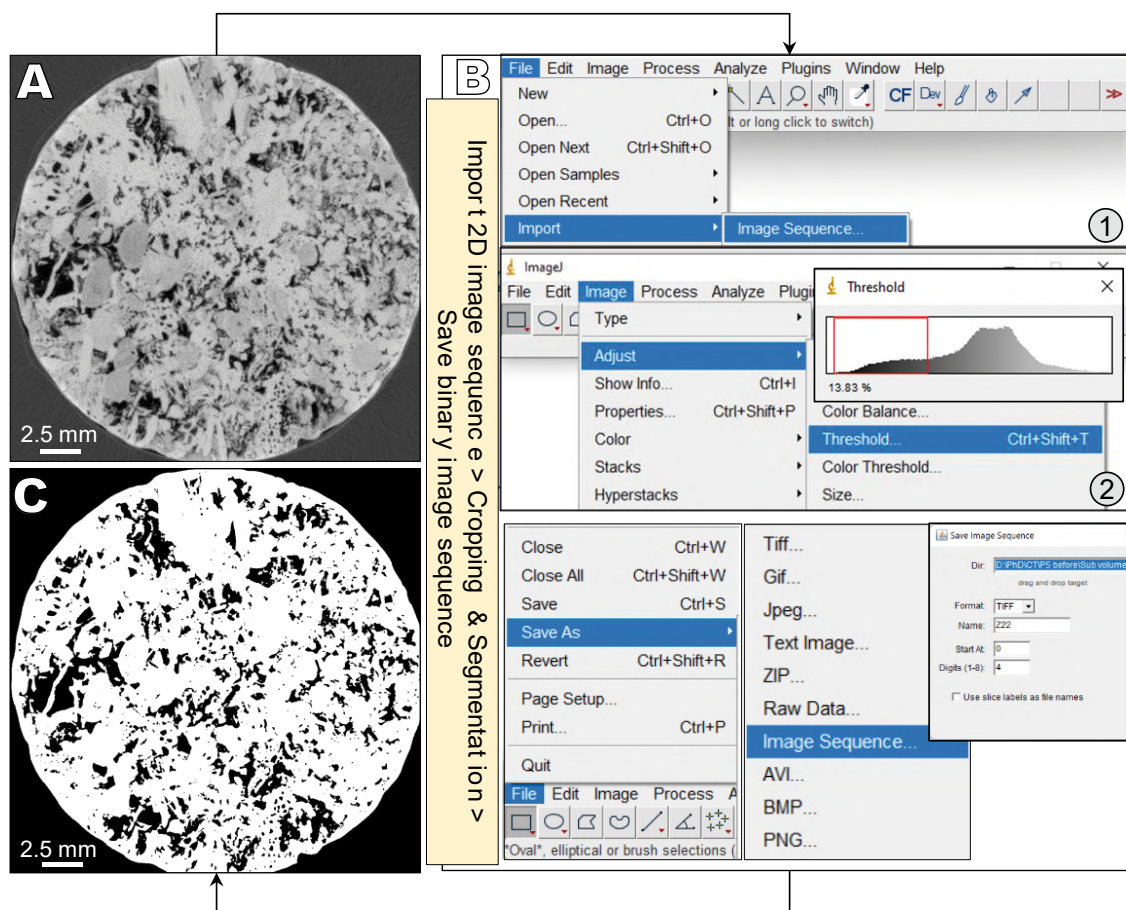 A
2.5 mm
C
2.5 mm
B
Import 2D image sequence > Cropping & Segmentation >
Save binary image sequence
File Edit Image Process Analyze Plugins Window Help
New
Open... Ctrl+O
Open Next Ctrl+Shift+O
Open Samples
Open Recent
Import
Image Sequence...
CF Dev
lt or long click to switch)
1
ImageJ
File Edit Image Process Analyze Plugi
Type
Adjust
Show Info... Ctrl+I
Properties... Ctrl+Shift+P
Color
Stacks
Hyperstacks
Threshold
13.83 %
Color Balance...
Threshold... Ctrl+Shift+T
Color Threshold...
Size...
2
Close Ctrl+W
Close All Ctrl+Shift+W
Save Ctrl+S
Save As
Revert Ctrl+Shift+R
Page Setup...
Print... Ctrl+P
Quit
File Edit Image Process A
*Oval*, elliptical or brush selections (
Tiff...
Gif...
Jpeg...
Text Image...
ZIP...
Raw Data...
Image Sequence...
AVI...
BMP...
PNG...
Save Image Sequence
Dir: D:\PhD\CT\P5 before\Sub volume
drag and drop target
Format: TIFF
Name: Z22
Start At: 0
Digits (1-8): 4
Use slice labels as file names